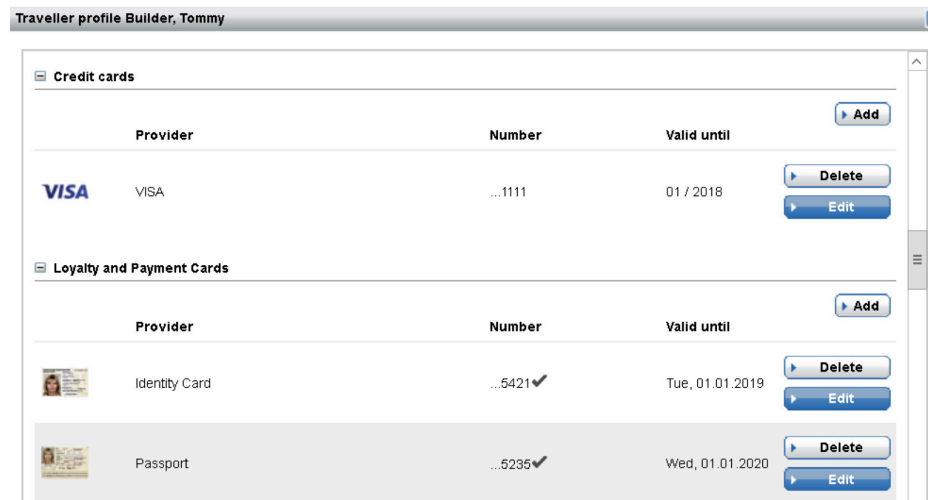 Traveller profile Builder, Tommy
Credit cards
Add
Provider Number Valid until
VISA VISA ...1111 01 / 2018 Delete
Edit
Loyalty and Payment Cards
Add
Provider Number Valid until
Identity Card ...5421✔ Tue, 01.01.2019 Delete
Edit
Passport ...5235✔ Wed, 01.01.2020 Delete
Edit